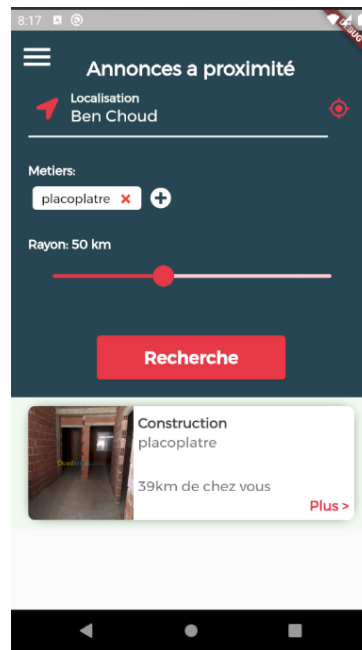 8:17
DEBUG
Annonces a proximité
Localisation
Ben Choud
Metiers:
placoplatre
Rayon: 50 km
Recherche
Construction
placoplatre
39km de chez vous
Plus >